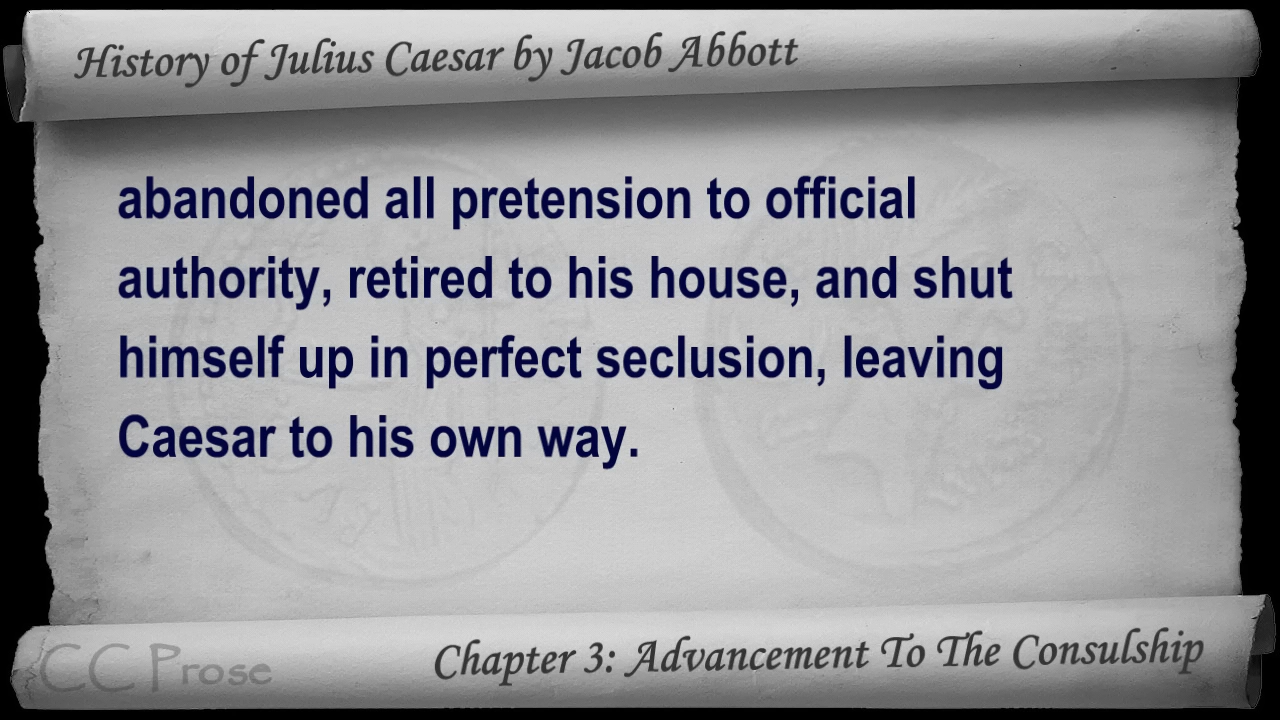 History of Julius Caesar by Jacob Abbott
abandoned all pretension to official
authority, retired to his house, and shut
himself up in perfect seclusion, leaving
Caesar to his own way.
CC Prose
Chapter 3: Advancement To The Consulship